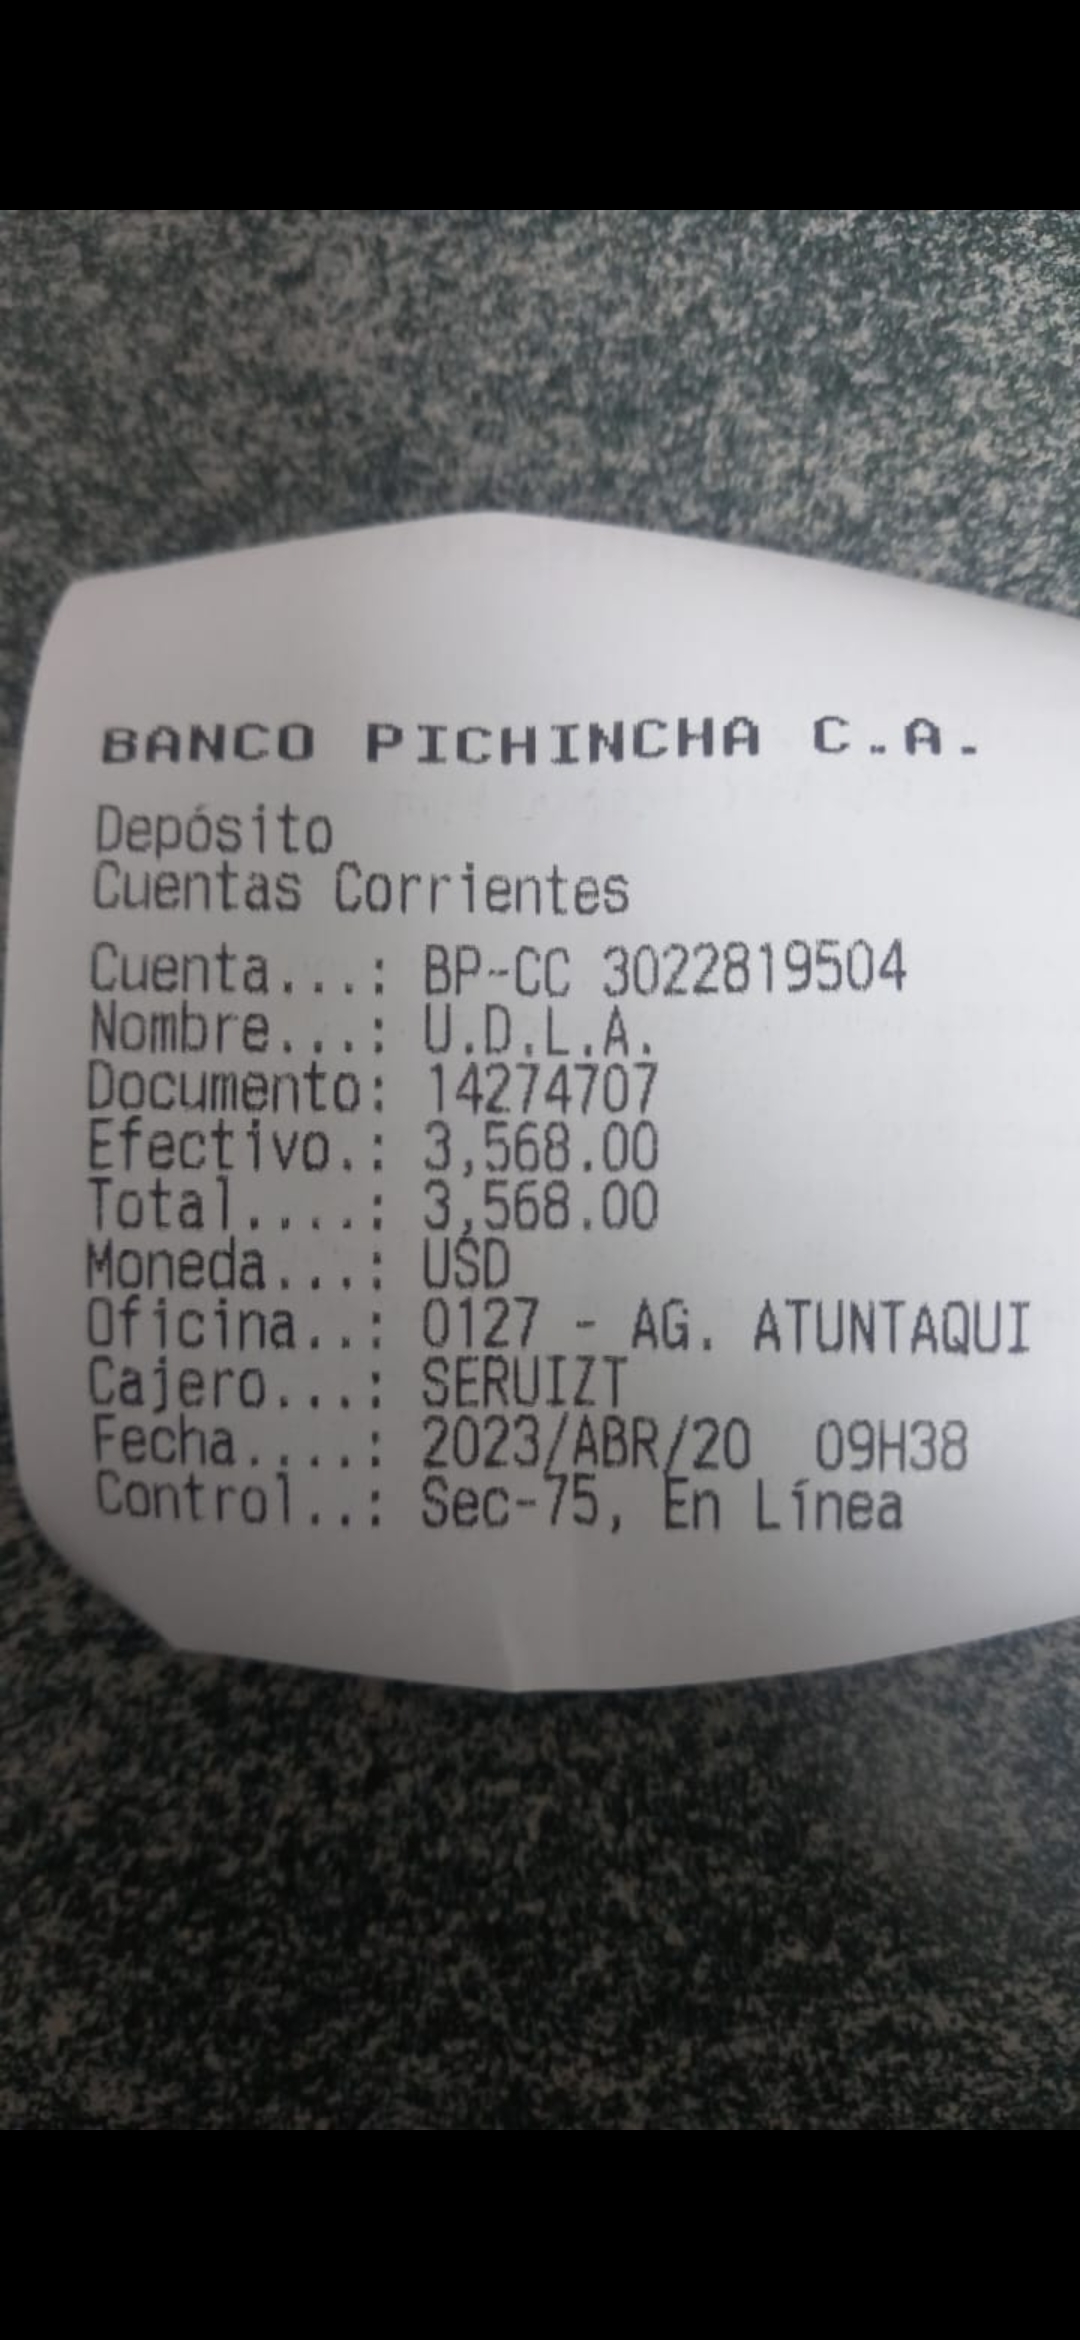 BANCO PICHINCHA C.A.
Depósito
Cuentas Corrientes
Cuenta...: BP-CC 3022819504
Nombre...: U.D.L.A.
Documento: 14274707
Efectivo.: 3,568.00
Total....: 3,568.00
Moneda...: USD
Oficina..: 0127 - AG. ATUNTAQUI
Cajero...: SERUIZT
Fecha....: 2023/ABR/20 09H38
Control..: Sec-75, En Línea